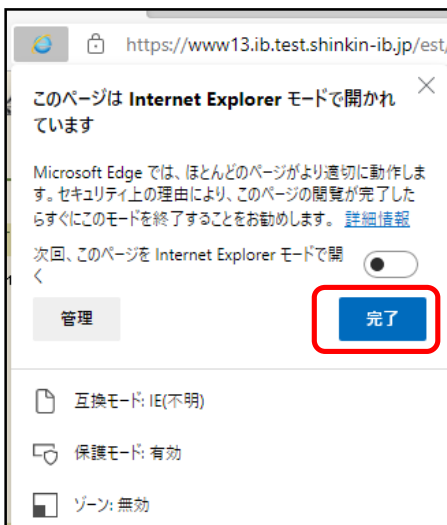 https://www13.ib.test.shinkin-ib.jp/est/
このページは Internet Explorer モードで開かれ
ています
Microsoft Edge では、ほとんどのページがより適切に動作しま
す。セキュリティ上の理由により、このページの閲覧が完了した
らすぐにこのモードを終了することをお勧めします。 詳細情報
次回、このページを Internet Explorer モードで開
く
管理 完了
互換モード: IE(不明)
保護モード: 有効
ゾーン: 無効